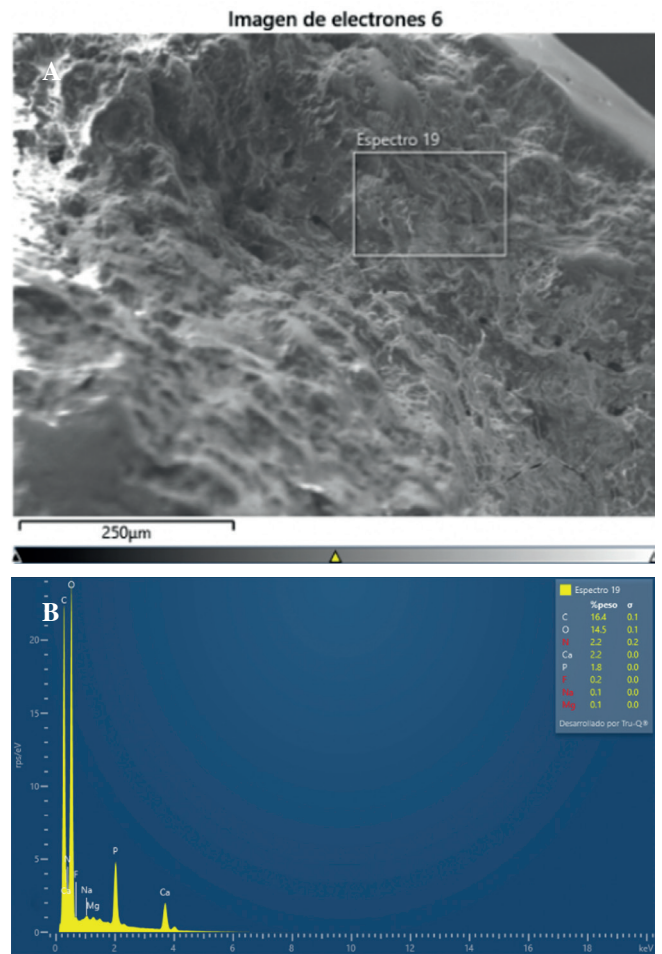 Imagen de electrones 6
A
Espectro 19
250µm
B
C
O
N
Ca
F
Na
Mg
P
Ca
20
15
10
5
0
rps/eV
0 2 4 6 8 10 12 14 16 18 keV
Espectro 19
%peso σ
C 16.4 0.1
O 14.5 0.1
N 2.2 0.2
Ca 2.2 0.0
P 1.8 0.0
F 0.2 0.0
Na 0.1 0.0
Mg 0.1 0.0
Desarrollado por Tru-Q®